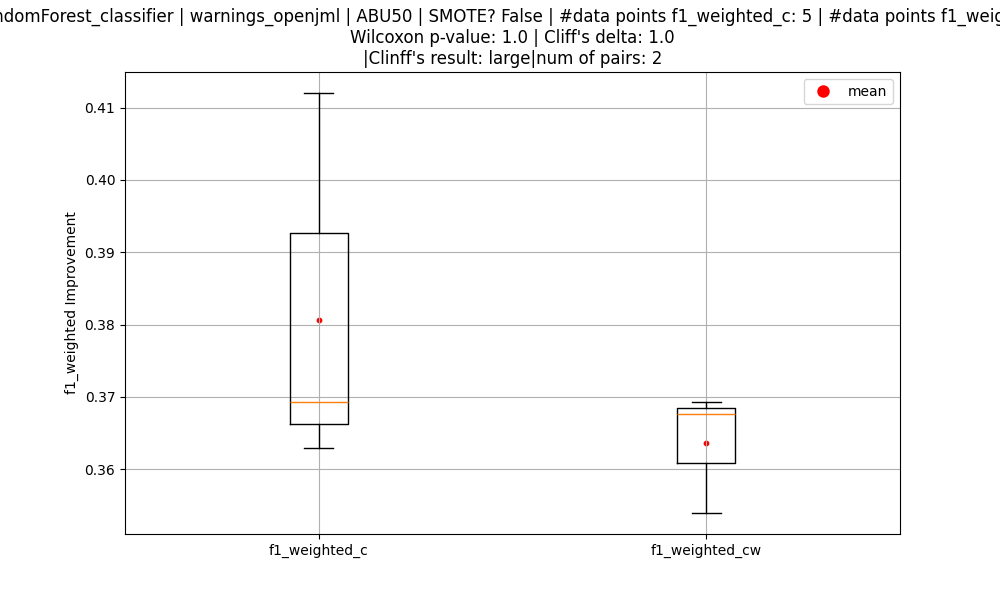 ndomForest_classifier | warnings_openjml | ABU50 | SMOTE? False | #data points f1_weighted_c: 5 | #data points f1_weig
Wilcoxon p-value: 1.0 | Cliff's delta: 1.0
|Clinff's result: large|num of pairs: 2
mean
0.41
0.40
0.39
0.38
0.37
0.36
f1_weighted Improvement
f1_weighted_c
f1_weighted_cw